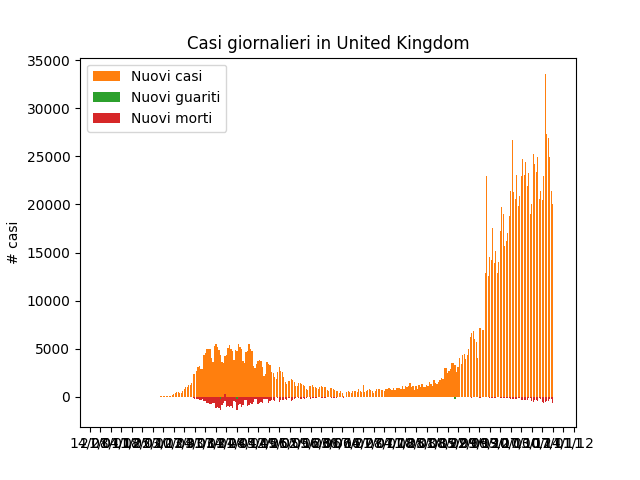 Casi giornalieri in United Kingdom
35000
Nuovi casi
Nuovi guariti
30000
Nuovi morti
25000
20000
# casi
15000
10000
5000
0